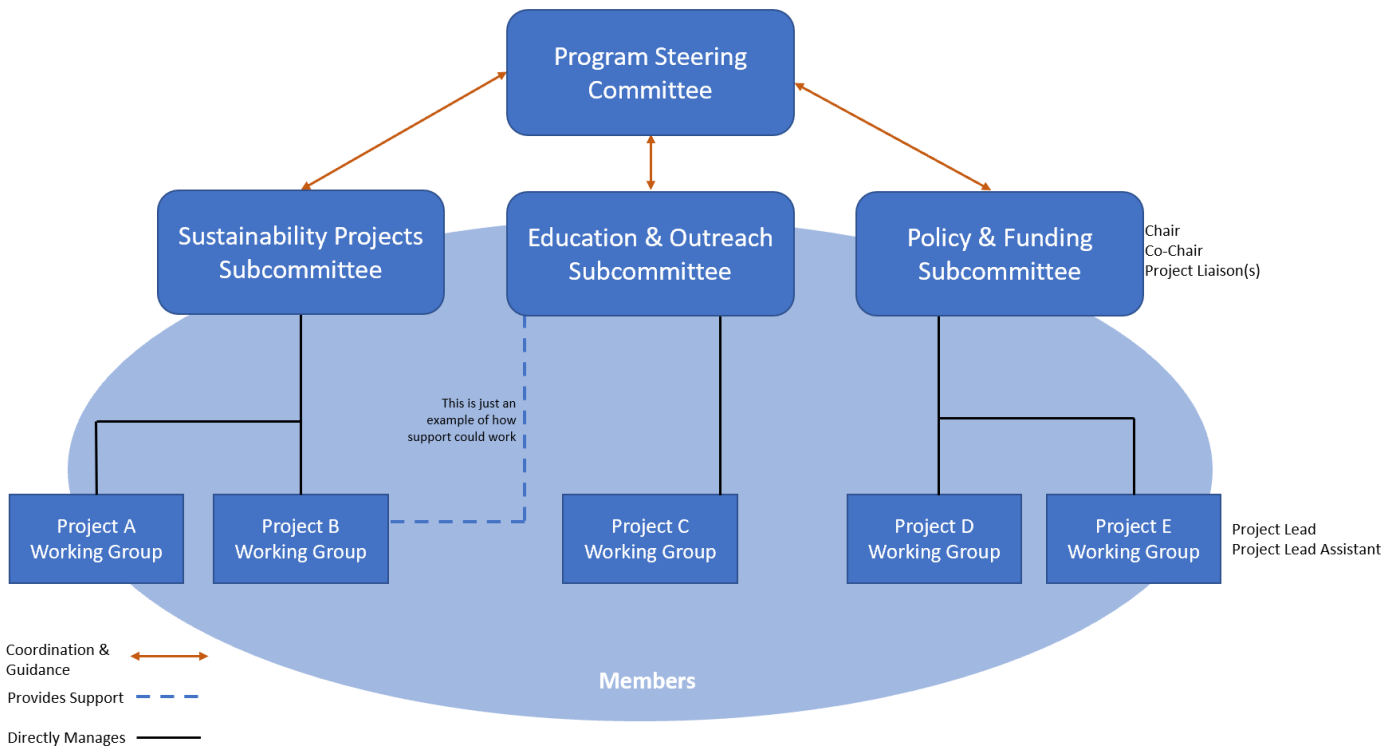 Program Steering
Committee
Sustainability Projects
Subcommittee
Education & Outreach
Subcommittee
Policy & Funding
Subcommittee
Chair
Co-Chair
Project Liaison(s)
This is just an
example of how
support could work
Project A
Working Group
Project B
Working Group
Project C
Working Group
Project D
Working Group
Project E
Working Group
Project Lead
Project Lead Assistant
Coordination &
Guidance
Provides Support
Directly Manages
Members